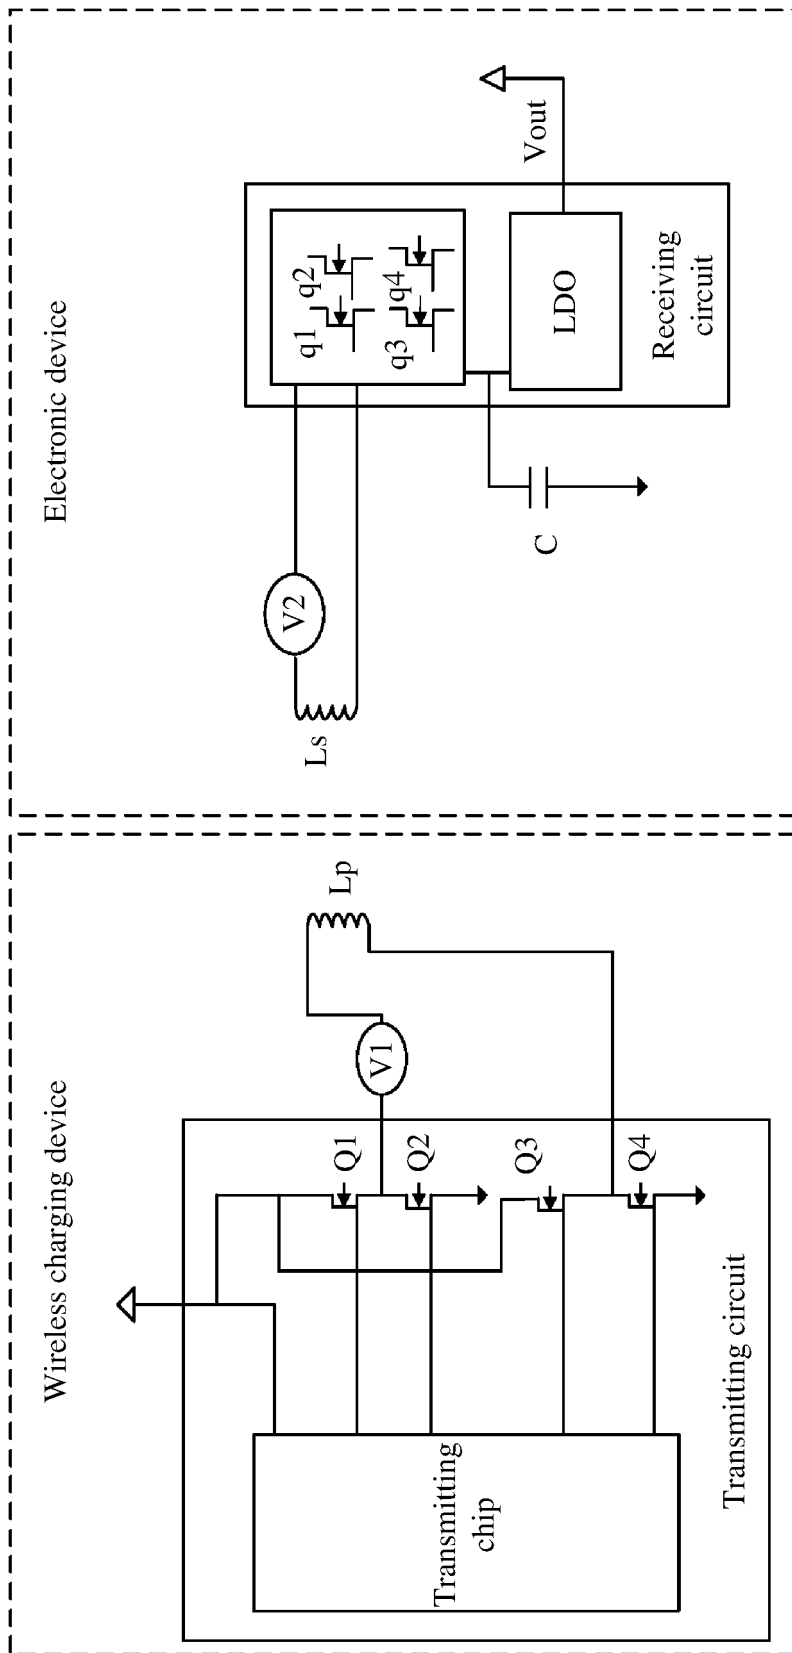 Wireless charging device
Transmitting
chip
Q1
Q2
Q3
Q4
V1
Lp
Transmitting circuit
Electronic device
Ls
V2
C
q1
q2
q3
q4
LDO
Vout
Receiving
circuit